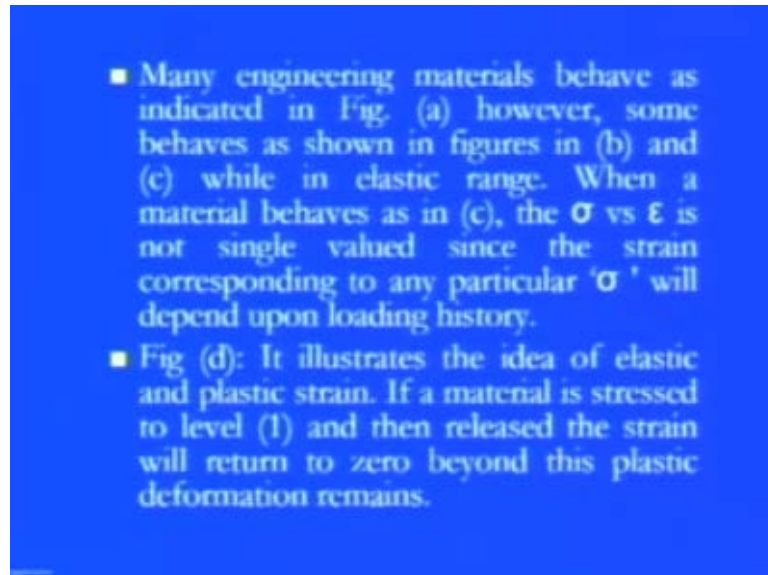 Many engineering materials behave as
indicated in Fig. (a) however, some
behaves as shown in figures in (b) and
(c) while in elastic range. When a
material behaves as in (c), the σ vs ε is
not single valued since the strain
corresponding to any particular ‘σ ’ will
depend upon loading history.
Fig (d): It illustrates the idea of elastic
and plastic strain. If a material is stressed
to level (1) and then released the strain
will return to zero beyond this plastic
deformation remains.